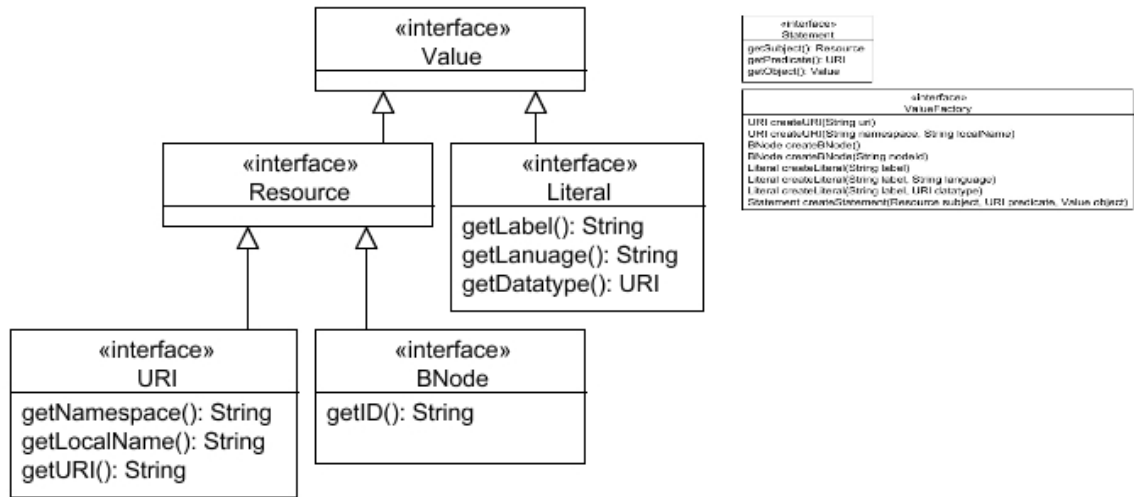 «interface»
Value
«interface»
Resource
«interface»
Literal
getLabel(): String
getLanuage(): String
getDatatype(): URI
«interface»
URI
getNamespace(): String
getLocalName(): String
getURI(): String
«interface»
BNode
getID(): String
«interface»
Statement
getSubject(): Resource
getPredicate(): URI
getObject(): Value
«interface»
ValueFactory
URI createURI(String uri)
URI createURI(String namespace, String localName)
BNode createBNode()
BNode createBNode(String nodeId)
Literal createLiteral(String label)
Literal createLiteral(String label, String language)
Literal createLiteral(String label, URI datatype)
Statement createStatement(Resource subject, URI predicate, Value object)